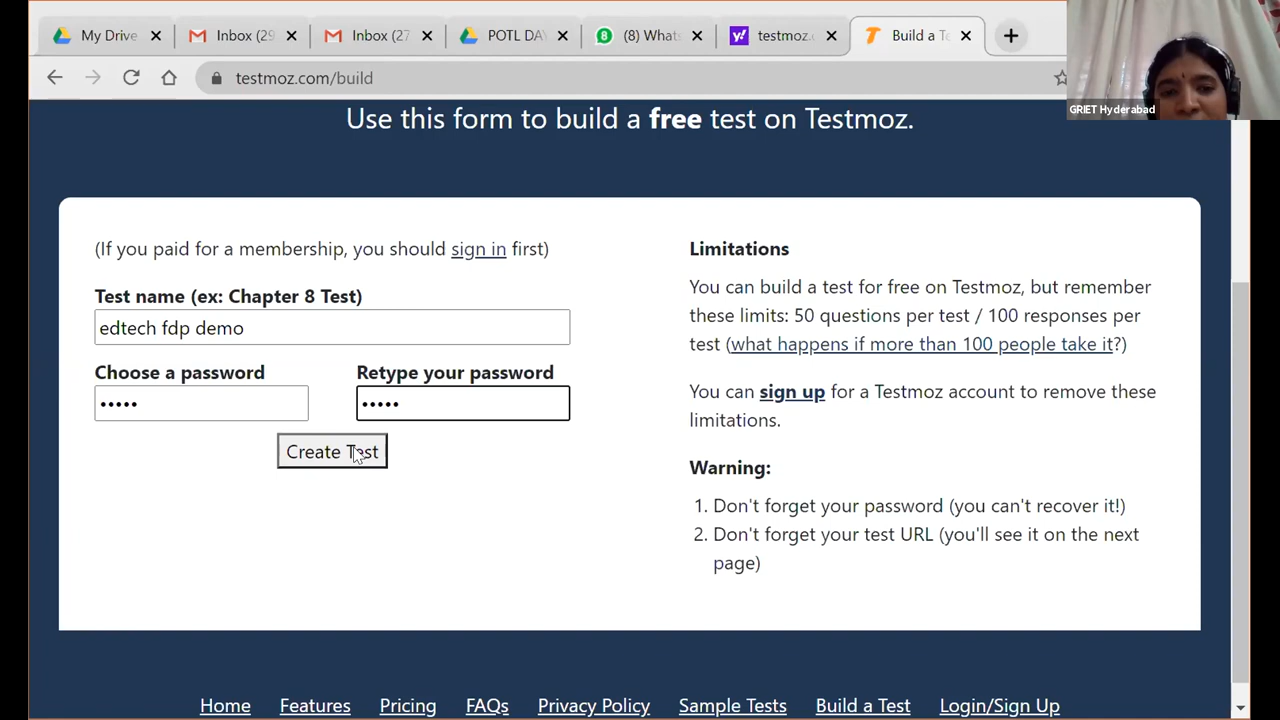 My Drive
Inbox (29
Inbox (27
POTL DAY
(8) Whats
testmoz.c
Build a Te
testmoz.com/build
GRIET Hyderabad
Use this form to build a free test on Testmoz.
(If you paid for a membership, you should sign in first)
Test name (ex: Chapter 8 Test)
edtech fdp demo
Choose a password
Retype your password
•••••
•••••
Create Test
Limitations
You can build a test for free on Testmoz, but remember
these limits: 50 questions per test / 100 responses per
test (what happens if more than 100 people take it?)
You can sign up for a Testmoz account to remove these
limitations.
Warning:
1. Don't forget your password (you can't recover it!)
2. Don't forget your test URL (you'll see it on the next
page)
Home Features Pricing FAQs Privacy Policy Sample Tests Build a Test Login/Sign Up